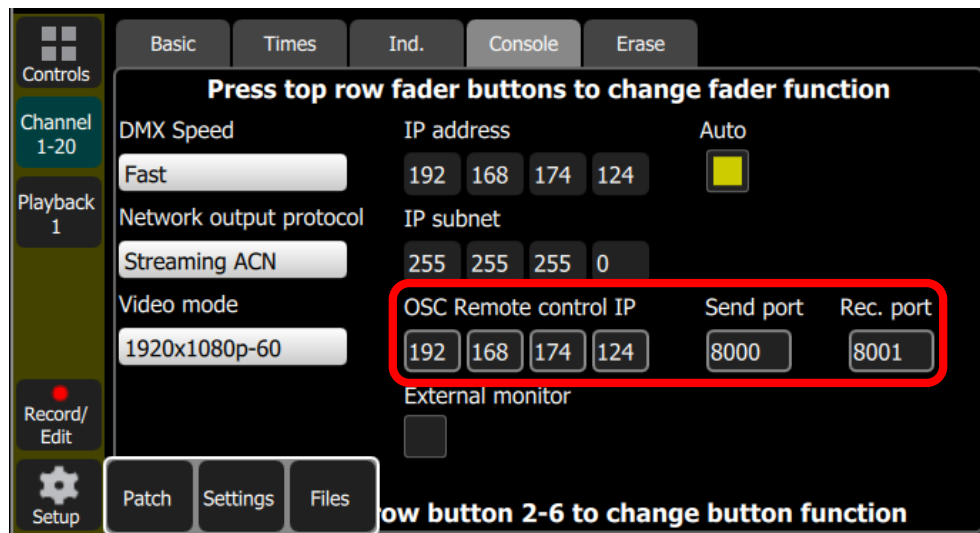 Controls
Channel
1-20
Playback
1
Record/
Edit
Setup
Basic
Times
Ind.
Console
Erase
Press top row fader buttons to change fader function
DMX Speed
Fast
Network output protocol
Streaming ACN
Video mode
1920x1080p-60
IP address
192 168 174 124
Auto
IP subnet
255 255 255 0
OSC Remote control IP
192 168 174 124
Send port
8000
Rec. port
8001
External monitor
Patch
Settings
Files
ow button 2-6 to change button function